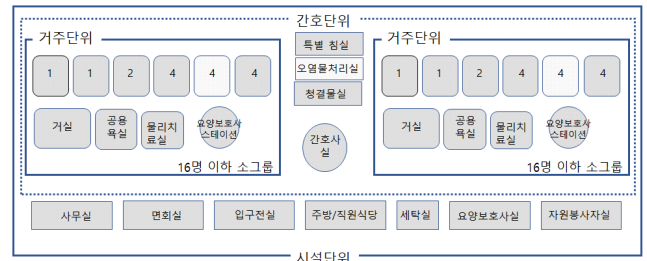 간호단위
거주단위
1 1 2 4 4 4
거실
공용
욕실
물리치
료실
요양보호사
스테이션
16명 이하 소그룹
특별 침실
오염물처리실
청결물실
간호사
실
거주단위
1 1 2 4 4 4
거실
공용
욕실
물리치
료실
요양보호사
스테이션
16명 이하 소그룹
사무실
면회실
입구전실
주방/직원식당
세탁실
요양보호사실
자원봉사자실
시설단위